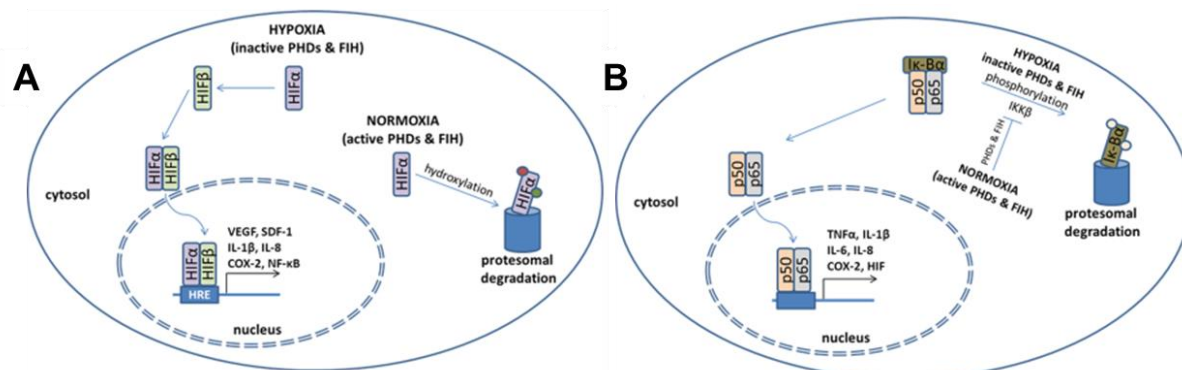 A
HYPOXIA
(inactive PHDs & FIH)
HIFβ
HIFα
NORMOXIA
(active PHDs & FIH)
HIFα
hydroxylation
HIFα
HIFα
HIFβ
cytosol
protesomal
degradation
VEGF, SDF-1
IL-1β, IL-8
COX-2, NF-κB
HIFα
HIFβ
HRE
nucleus
B
Iκ-Bα
p50
p65
HYPOXIA
inactive PHDs & FIH
phosphorylation
IKKβ
PHDs & FIH
NORMOXIA
(active PHDs & FIH)
Iκ-Bα
protesomal
degradation
p50
p65
cytosol
TNFα, IL-1β
IL-6, IL-8
COX-2, HIF
p50
p65
nucleus